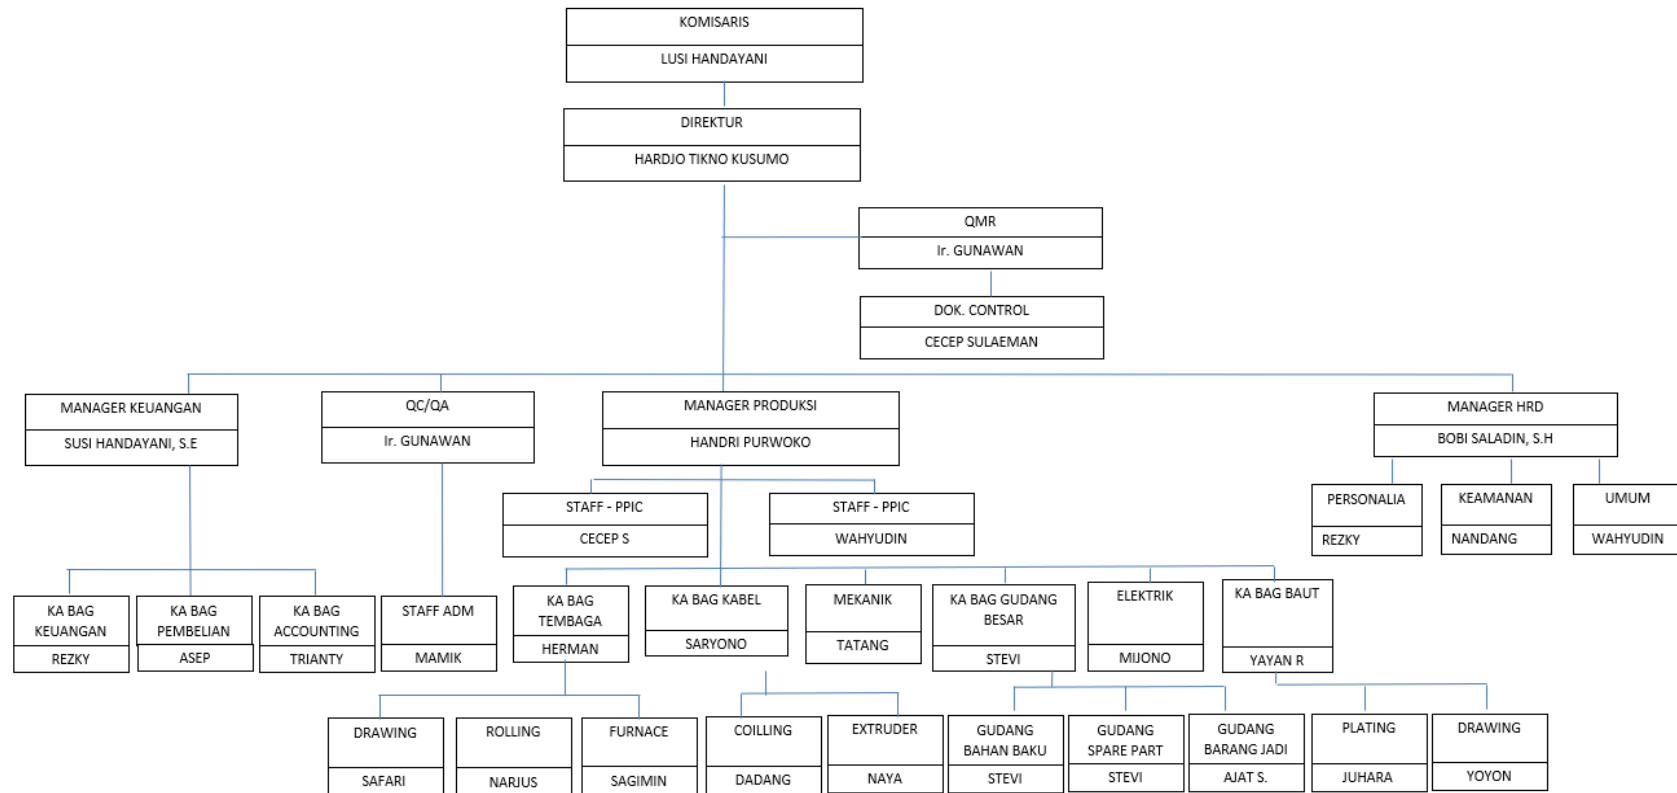 KOMISARIS
LUSI HANDAYANI
DIREKTUR
HARDJO TIKNO KUSUMO
QMR
Ir. GUNAWAN
DOK. CONTROL
CECEP SULAEMAN
MANAGER KEUANGAN
SUSI HANDAYANI, S.E
QC/QA
Ir. GUNAWAN
MANAGER PRODUKSI
HANDRI PURWOKO
MANAGER HRD
BOBI SALADIN, S.H
STAFF - PPIC
CECEP S
STAFF - PPIC
WAHYUDIN
PERSONALIA
REZKY
KEAMANAN
NANDANG
UMUM
WAHYUDIN
KA BAG
KEUANGAN
REZKY
KA BAG
PEMBELIAN
ASEP
KA BAG
ACCOUNTING
TRIANTY
STAFF ADM
MAMIK
KA BAG
TEMBAGA
HERMAN
KA BAG KABEL
SARYONO
MEKANIK
TATANG
KA BAG GUDANG
BESAR
STEVI
ELEKTRIK
MIJONO
KA BAG BAUT
YAYAN R
DRAWING
SAFARI
ROLLING
NARJUS
FURNACE
SAGIMIN
COILLING
DADANG
EXTRUDER
NAYA
GUDANG
BAHAN BAKU
STEVI
GUDANG
SPARE PART
STEVI
GUDANG
BARANG JADI
AJAT S.
PLATING
JUHARA
DRAWING
YOYON